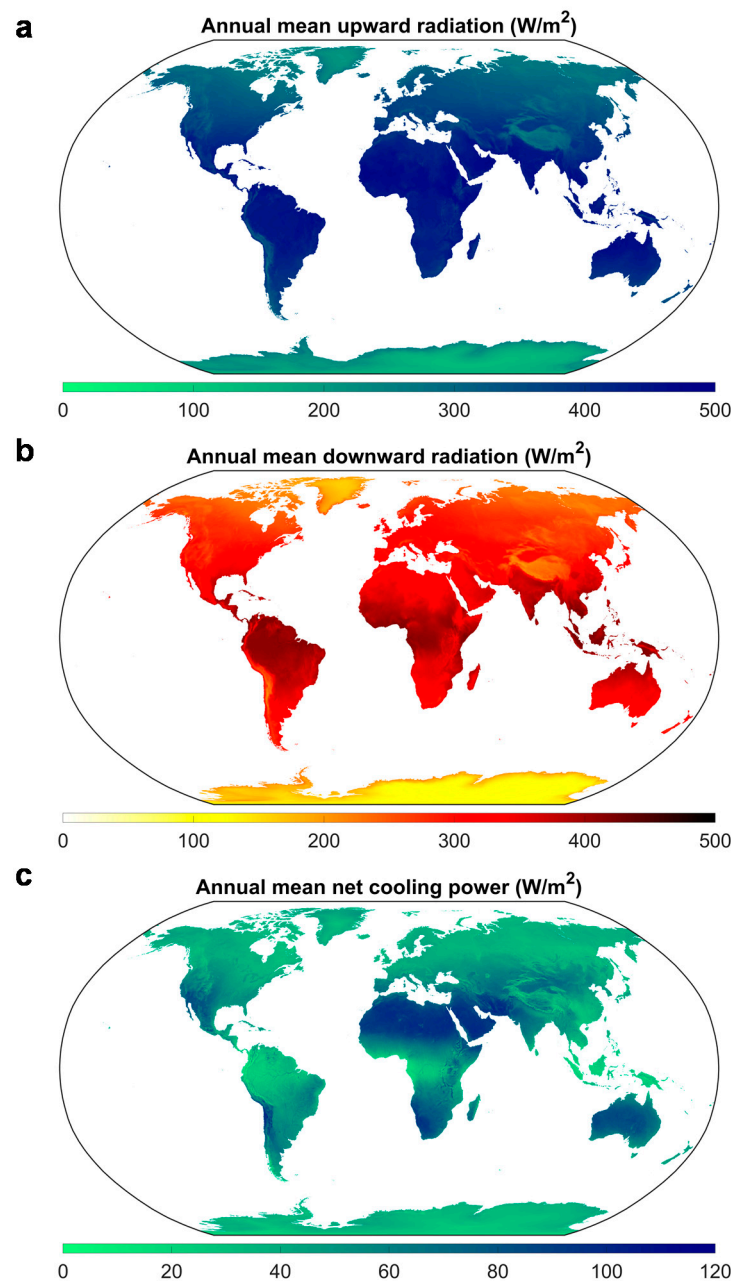 a
Annual mean upward radiation (W/m²)
0 100 200 300 400 500
b
Annual mean downward radiation (W/m²)
0 100 200 300 400 500
c
Annual mean net cooling power (W/m²)
0 20 40 60 80 100 120